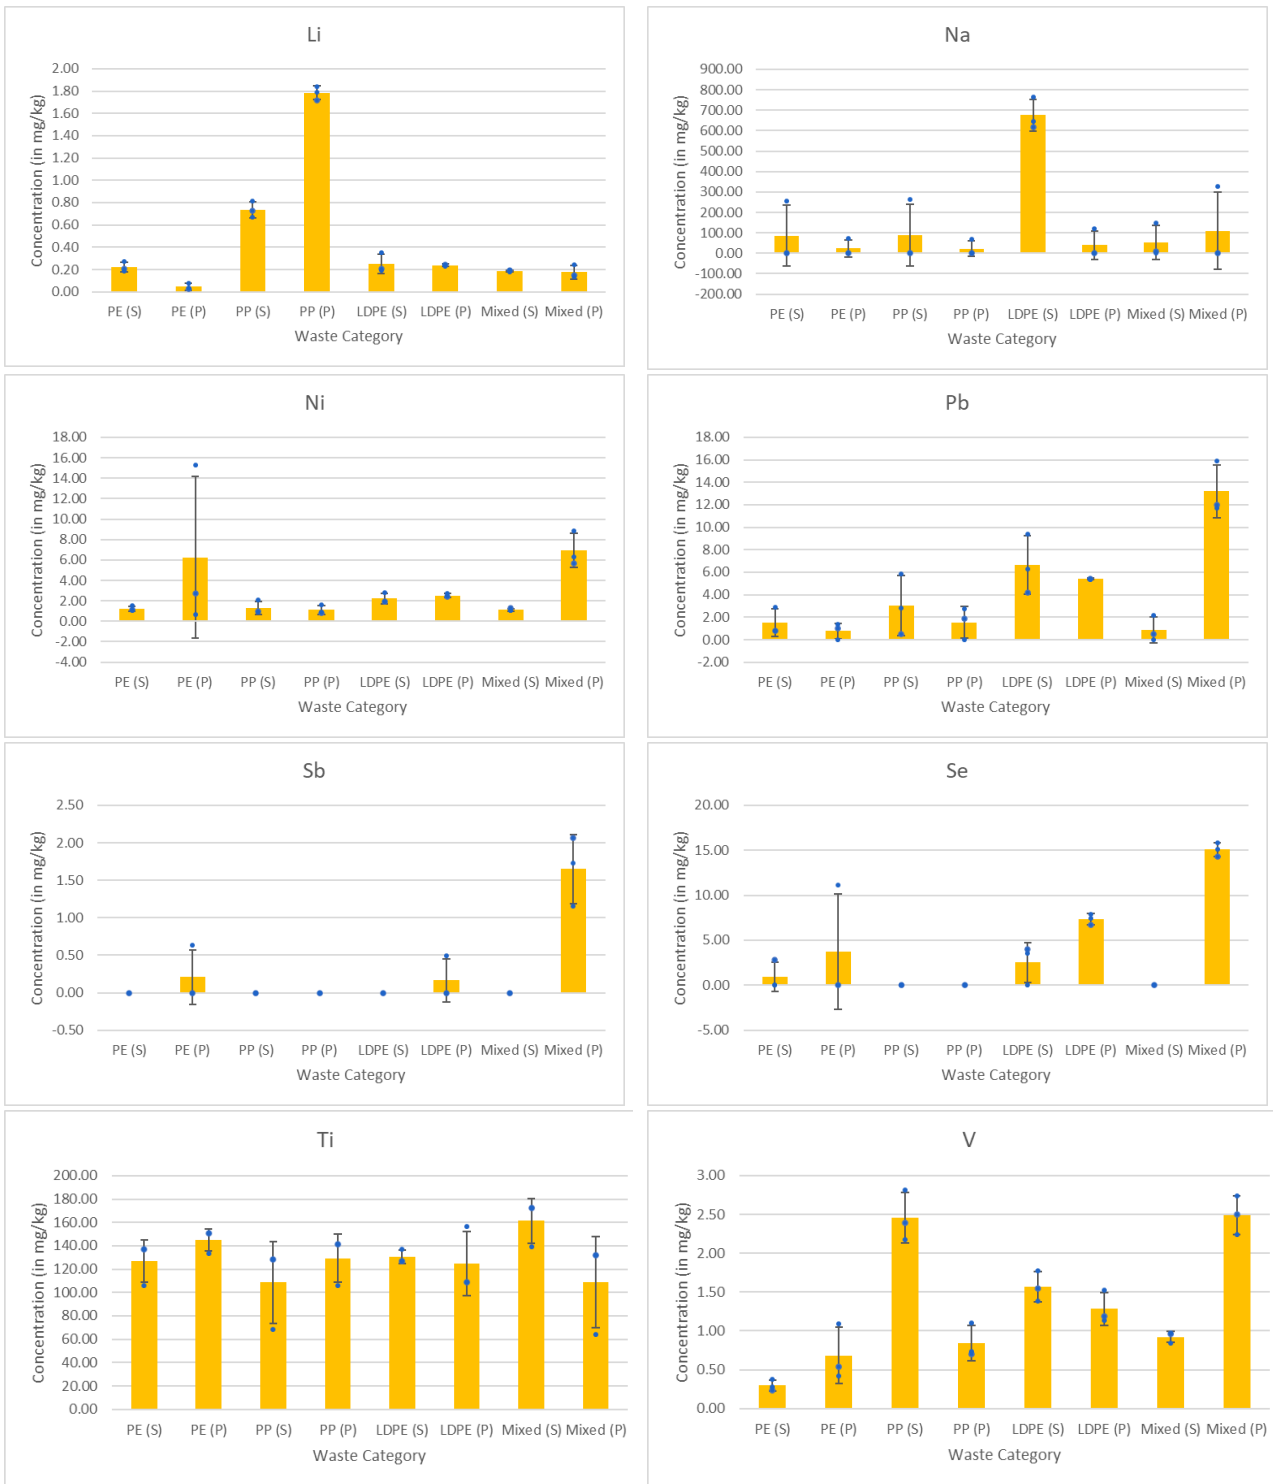 Li
Concentration (in mg/kg)
2.00
1.80
1.60
1.40
1.20
1.00
0.80
0.60
0.40
0.20
0.00
PE (S) PE (P) PP (S) PP (P) LDPE (S) LDPE (P) Mixed (S) Mixed (P)
Waste Category
Na
Concentration (in mg/kg)
900.00
800.00
700.00
600.00
500.00
400.00
300.00
200.00
100.00
0.00
-100.00
-200.00
PE (S) PE (P) PP (S) PP (P) LDPE (S) LDPE (P) Mixed (S) Mixed (P)
Waste Category
Ni
Concentration (in mg/kg)
18.00
16.00
14.00
12.00
10.00
8.00
6.00
4.00
2.00
0.00
-2.00
-4.00
PE (S) PE (P) PP (S) PP (P) LDPE (S) LDPE (P) Mixed (S) Mixed (P)
Waste Category
Pb
Concentration (in mg/kg)
18.00
16.00
14.00
12.00
10.00
8.00
6.00
4.00
2.00
0.00
-2.00
PE (S) PE (P) PP (S) PP (P) LDPE (S) LDPE (P) Mixed (S) Mixed (P)
Waste Category
Sb
Concentration (in mg/kg)
2.50
2.00
1.50
1.00
0.50
0.00
-0.50
PE (S) PE (P) PP (S) PP (P) LDPE (S) LDPE (P) Mixed (S) Mixed (P)
Waste Category
Se
Concentration (in mg/kg)
20.00
15.00
10.00
5.00
0.00
-5.00
PE (S) PE (P) PP (S) PP (P) LDPE (S) LDPE (P) Mixed (S) Mixed (P)
Waste Category
Ti
Concentration (in mg/kg)
200.00
180.00
160.00
140.00
120.00
100.00
80.00
60.00
40.00
20.00
0.00
PE (S) PE (P) PP (S) PP (P) LDPE (S) LDPE (P) Mixed (S) Mixed (P)
Waste Category
V
Concentration (in mg/kg)
3.00
2.50
2.00
1.50
1.00
0.50
0.00
PE (S) PE (P) PP (S) PP (P) LDPE (S) LDPE (P) Mixed (S) Mixed (P)
Waste Category